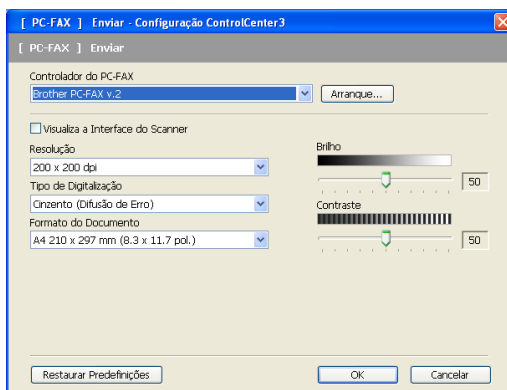 [ PC-FAX ] Enviar - Configuração ControlCenter3
[ PC-FAX ] Enviar
Controlador do PC-FAX
Brother PC-FAX v.2
Arranque...
Visualiza a Interface do Scanner
Resolução
200 x 200 dpi
Tipo de Digitalização
Cinzento (Difusão de Erro)
Formato do Documento
A4 210 x 297 mm (8.3 x 11.7 pol.)
Brilho
50
Contraste
50
Restaurar Predefinições
OK
Cancelar